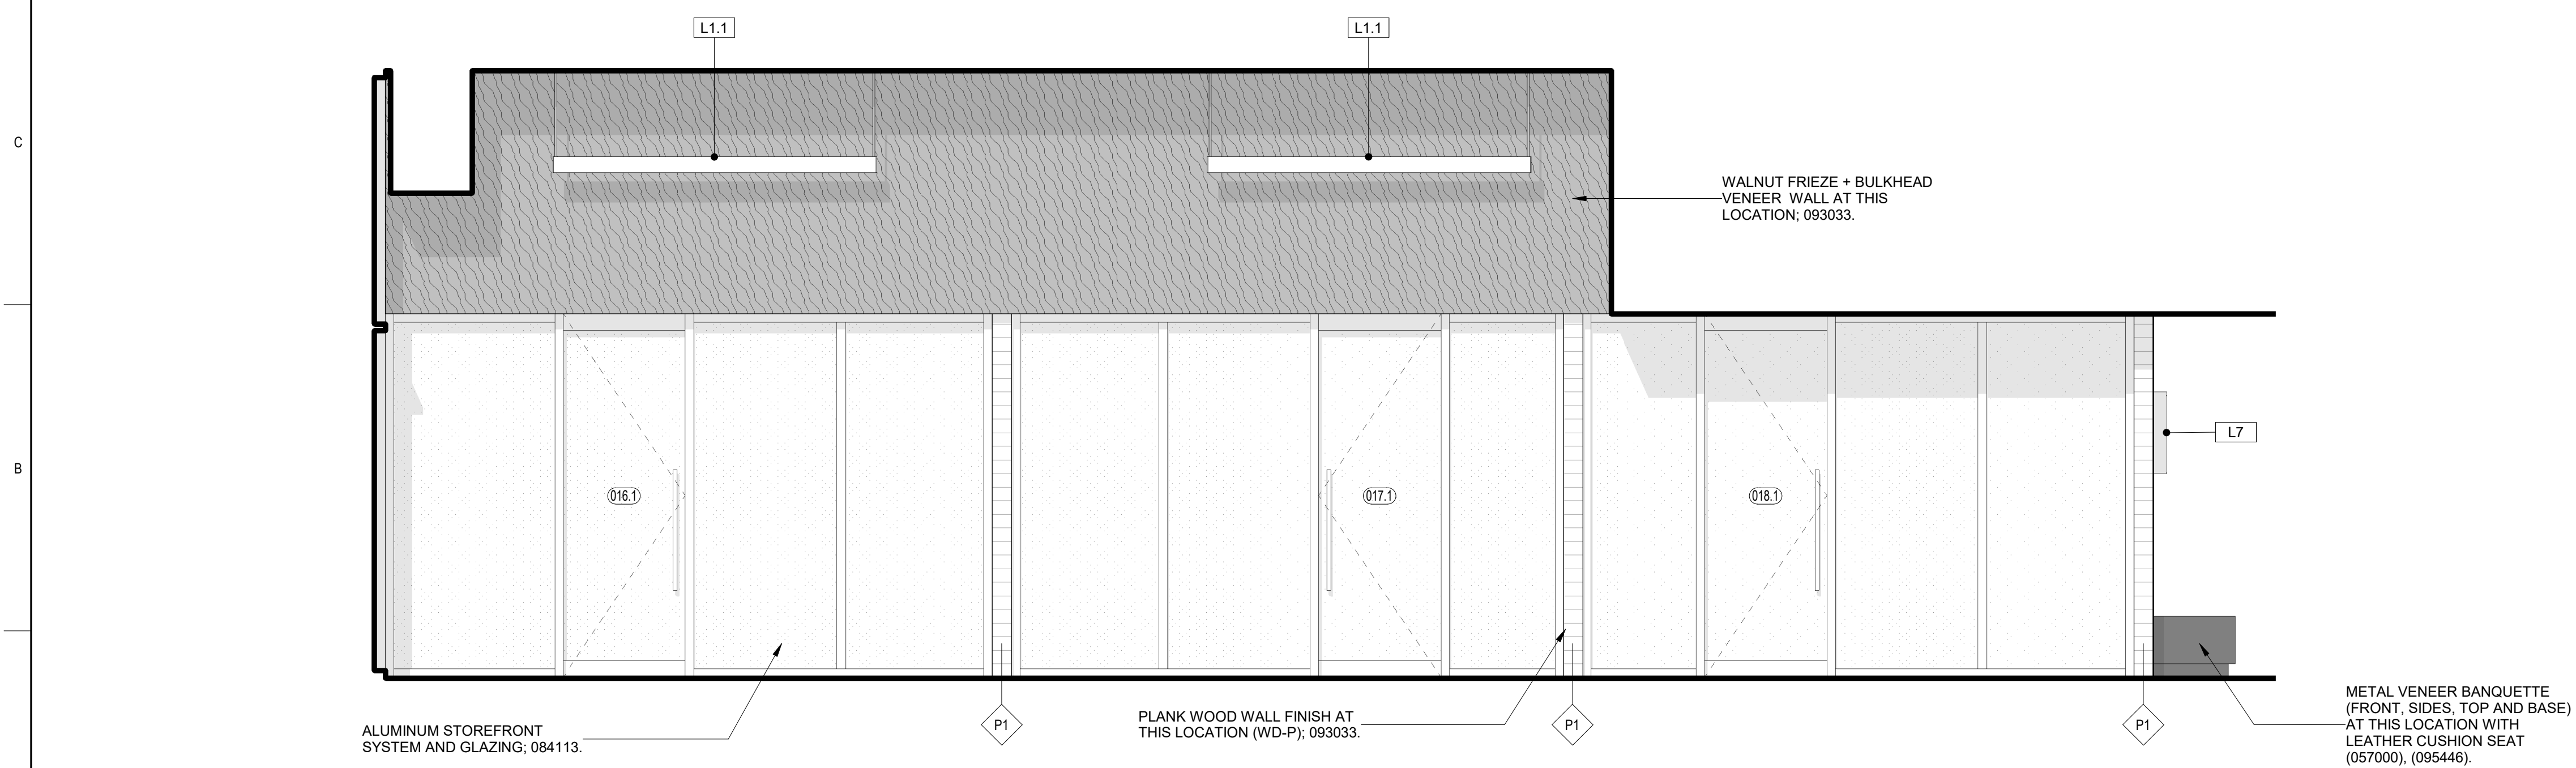 L1.1
L1.1
C
WALNUT FRIEZE + BULKHEAD
VENEER WALL AT THIS
LOCATION; 093033.
L7
B
016.1
017.1
018.1
ALUMINUM STOREFRONT
SYSTEM AND GLAZING; 084113.
P1
PLANK WOOD WALL FINISH AT
THIS LOCATION (WD-P); 093033.
P1
P1
METAL VENEER BANQUETTE
(FRONT, SIDES, TOP AND BASE)
AT THIS LOCATION WITH
LEATHER CUSHION SEAT
(057000), (095446).